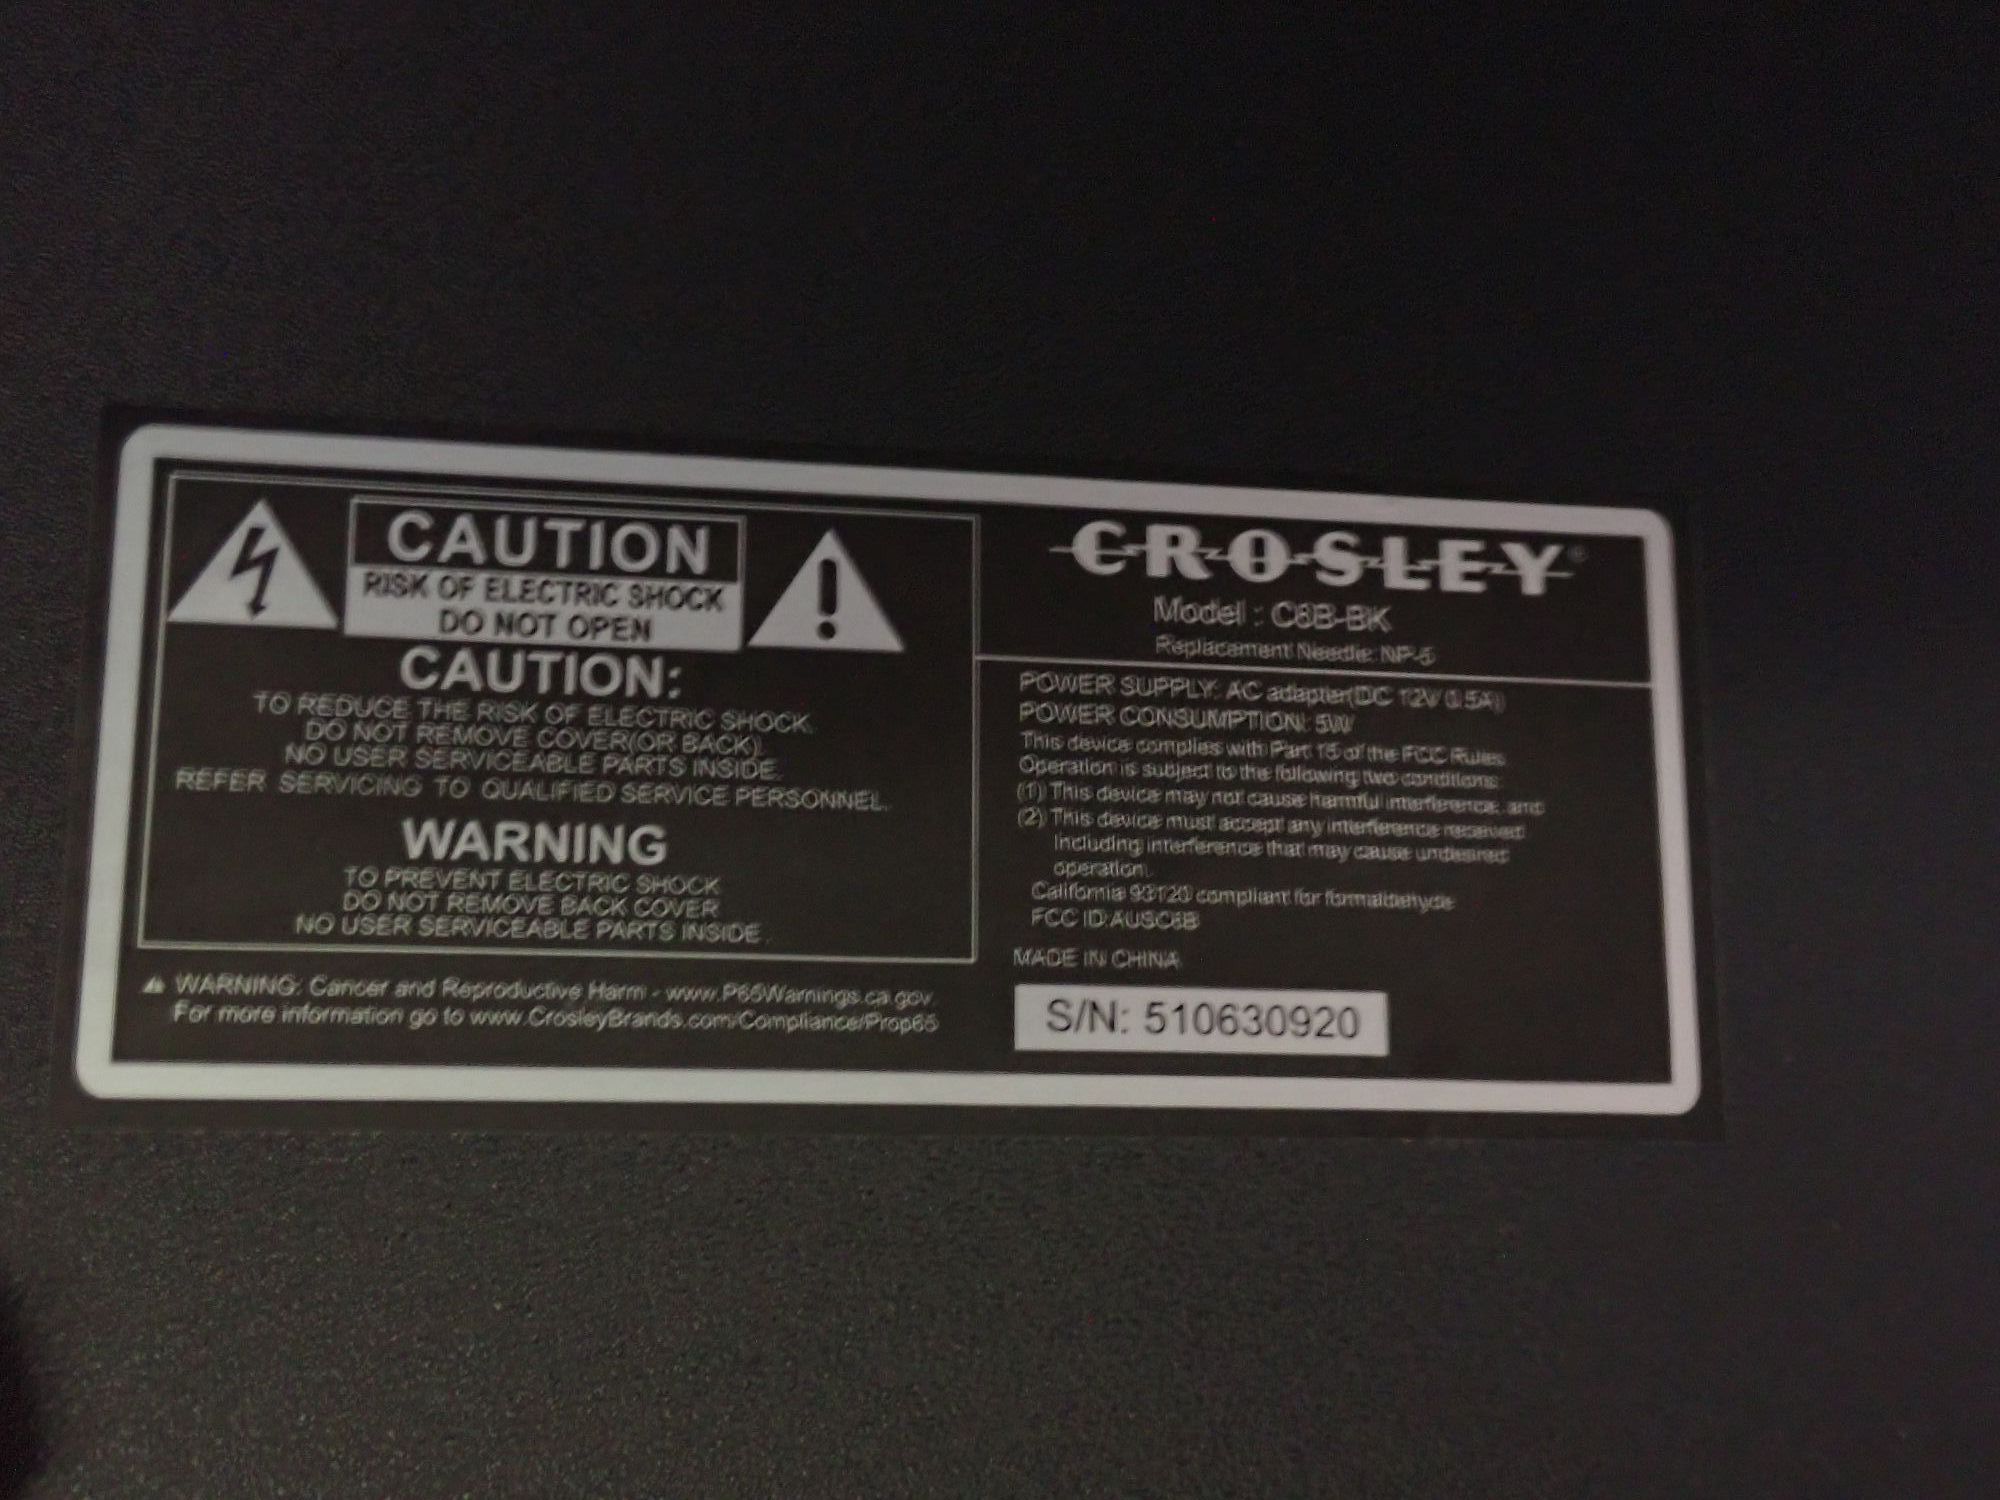 CAUTION
RISK OF ELECTRIC SHOCK
DO NOT OPEN
CAUTION:
TO REDUCE THE RISK OF ELECTRIC SHOCK.
DO NOT REMOVE COVER(OR BACK)
NO USER SERVICEABLE PARTS INSIDE.
REFER SERVICING TO QUALIFIED SERVICE PERSONNEL.
WARNING
TO PREVENT ELECTRIC SHOCK
DO NOT REMOVE BACK COVER
NO USER SERVICEABLE PARTS INSIDE.
WARNING: Cancer and Reproductive Harm - www.P65Warnings.ca.gov.
For more information go to www.CrosleyBrands.com/Compliance/Prop65
CROSLEY®
Model : C8B-BK
Replacement Needle: NP-5
POWER SUPPLY: AC adapter(DC 12V 0.5A)
POWER CONSUMPTION: 5W
This device complies with Part 15 of the FCC Rules
Operation is subject to the following two conditions:
(1) This device may not cause harmful interference, and
(2) This device must accept any interference received
Including interference that may cause undesired
operation.
California 93120 compliant for formaldehyde
FCC ID:AUSC8B
MADE IN CHINA
S/N: 510630920